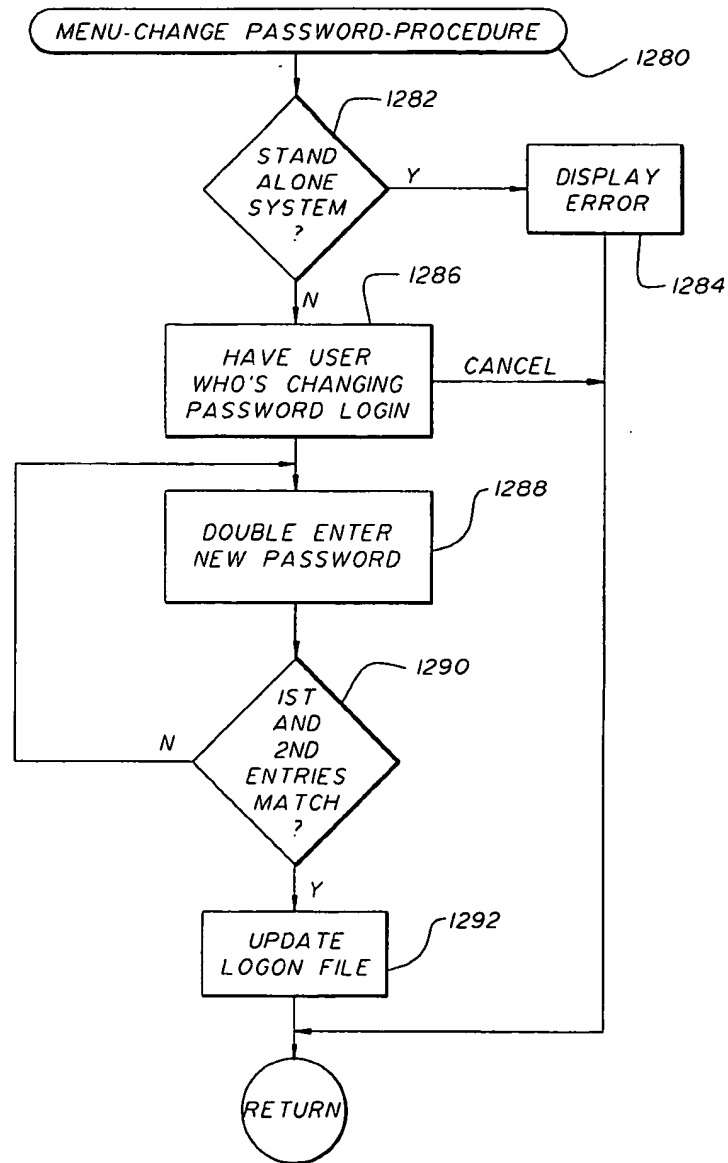 MENU-CHANGE PASSWORD-PROCEDURE
1280
1282
STAND
ALONE
SYSTEM
?
Y
DISPLAY
ERROR
1284
N
1286
HAVE USER
WHO'S CHANGING
PASSWORD LOGIN
CANCEL
1288
DOUBLE ENTER
NEW PASSWORD
1290
1ST
AND
2ND
ENTRIES
MATCH
?
N
Y
1292
UPDATE
LOGON FILE
RETURN